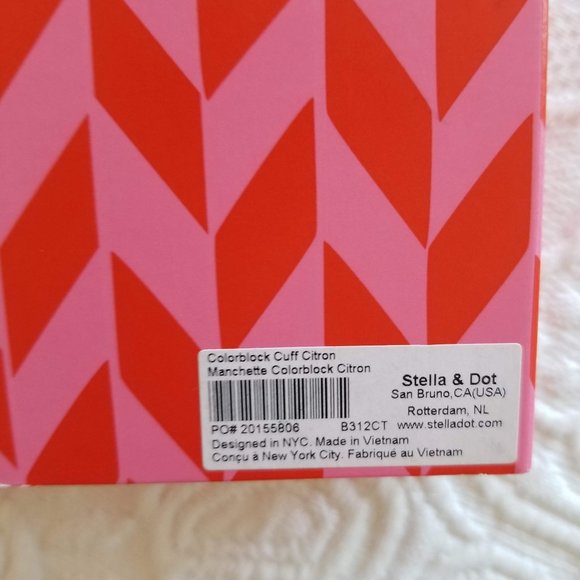 Colorblock Cuff Citron
Manchette Colorblock Citron
PO# 20155806 B312CT
Designed in NYC. Made in Vietnam
Conçu à New York City. Fabriqué au Vietnam
Stella & Dot
San Bruno,CA(USA)
Rotterdam, NL
www.stelladot.com